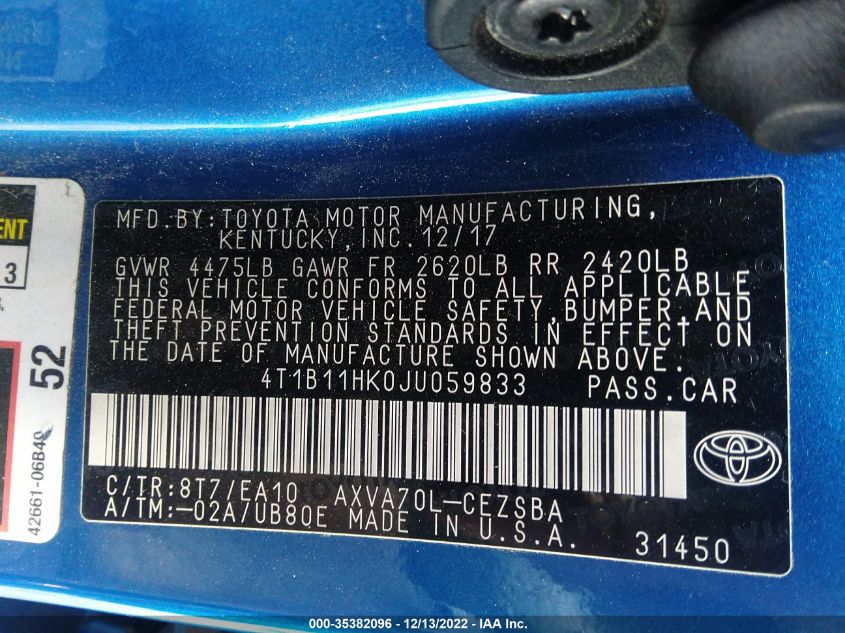 MFD.BY:TOYOTA MOTOR MANUFACTURING,
KENTUCKY,INC.12/17
GVWR 4475LB GAWR FR 2620LB RR 2420LB
THIS VEHICLE CONFORMS TO ALL APPLICABLE
FEDERAL MOTOR VEHICLE SAFETY,BUMPER,AND
THEFT PREVENTION STANDARDS IN EFFECT ON
THE DATE OF MANUFACTURE SHOWN ABOVE.
4T1B11HK0JU059833 PASS.CAR
C/TR:8T7/EA10 AXVA70L-CEZSBA
A/TM:-02A/UB80E MADE IN U.S.A. 31450
3
52
42661-06B40
000-35382096 - 12/13/2022 - IAA Inc.